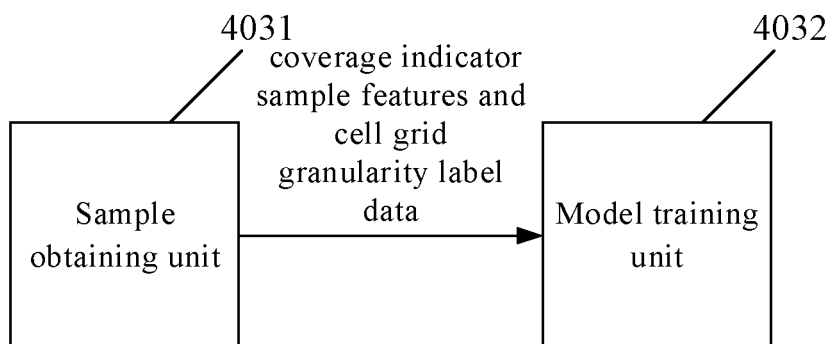 4031
4032
coverage indicator
sample features and
cell grid
granularity label
data
Sample
obtaining unit
Model training
unit